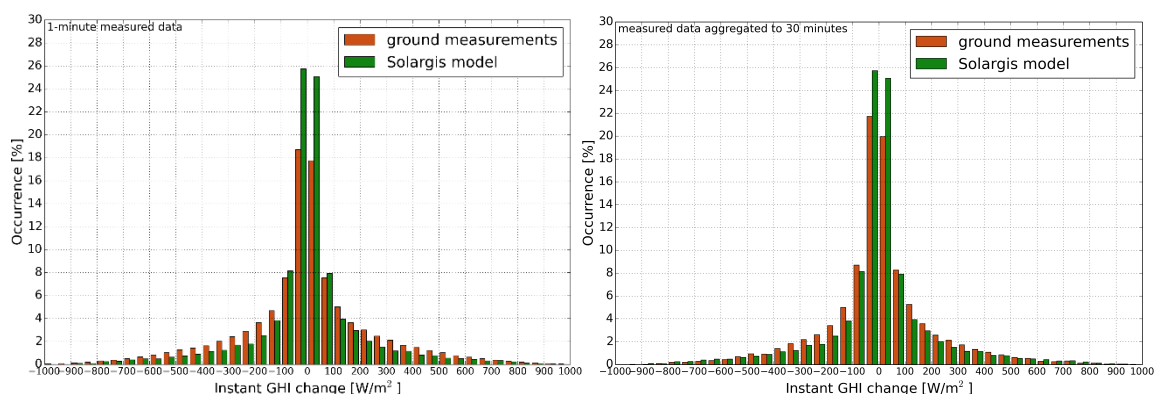 1-minute measured data
ground measurements
Solargis model
30
28
26
24
22
20
18
16
14
12
10
8
6
4
2
0
Occurrence [%]
−1000 −900 −800 −700 −600 −500 −400 −300 −200 −100 0 100 200 300 400 500 600 700 800 900 1000
Instant GHI change [W/m² ]
measured data aggregated to 30 minutes
ground measurements
Solargis model
30
28
26
24
22
20
18
16
14
12
10
8
6
4
2
0
Occurrence [%]
−1000 −900 −800 −700 −600 −500 −400 −300 −200 −100 0 100 200 300 400 500 600 700 800 900 1000
Instant GHI change [W/m² ]